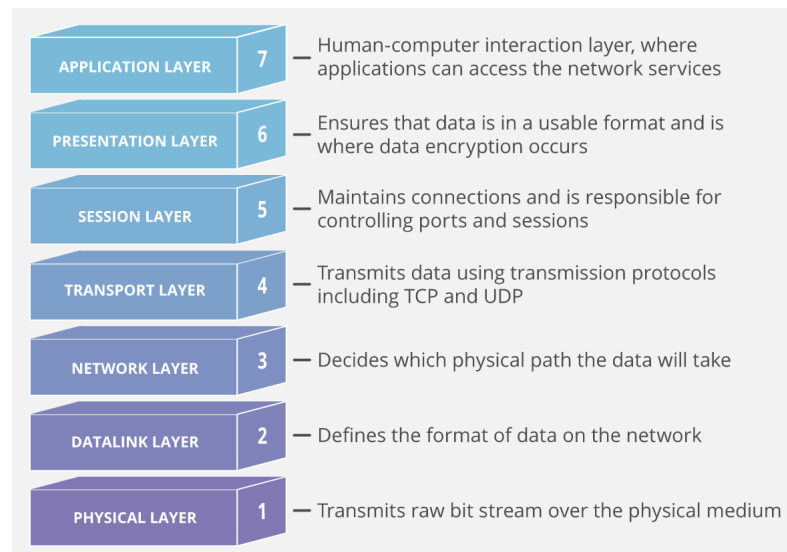 APPLICATION LAYER 7
Human-computer interaction layer, where
applications can access the network services
PRESENTATION LAYER 6
Ensures that data is in a usable format and is
where data encryption occurs
SESSION LAYER 5
Maintains connections and is responsible for
controlling ports and sessions
TRANSPORT LAYER 4
Transmits data using transmission protocols
including TCP and UDP
NETWORK LAYER 3
Decides which physical path the data will take
DATALINK LAYER 2
Defines the format of data on the network
PHYSICAL LAYER 1
Transmits raw bit stream over the physical medium